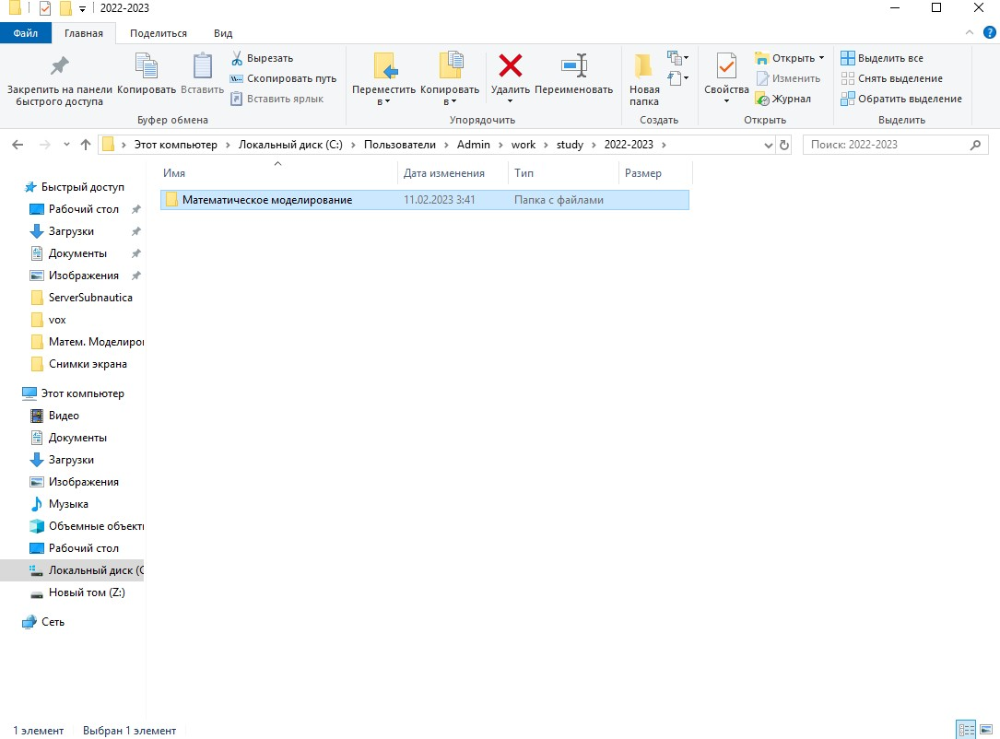 2022-2023
Файл Главная Поделиться Вид
Закрепить на панели быстрого доступа
Копировать
Вставить
Вырезать
Скопировать путь
Вставить ярлык
Буфер обмена
Переместить в
Копировать в
Удалить
Переименовать
Упорядочить
Новая папка
Создать
Свойства
Открыть
Изменить
Журнал
Открыть
Выделить все
Снять выделение
Обратить выделение
Выделить
Этот компьютер > Локальный диск (C:) > Пользователи > Admin > work > study > 2022-2023 >
Поиск: 2022-2023
Имя Дата изменения Тип Размер
Математическое моделирование 11.02.2023 3:41 Папка с файлами
Быстрый доступ
Рабочий стол
Загрузки
Документы
Изображения
ServerSubnautica
vox
Матем. Моделиро
Снимки экрана
Этот компьютер
Видео
Документы
Загрузки
Изображения
Музыка
Объемные объект
Рабочий стол
Локальный диск (C
Новый том (Z:)
Сеть
1 элемент Выбран 1 элемент